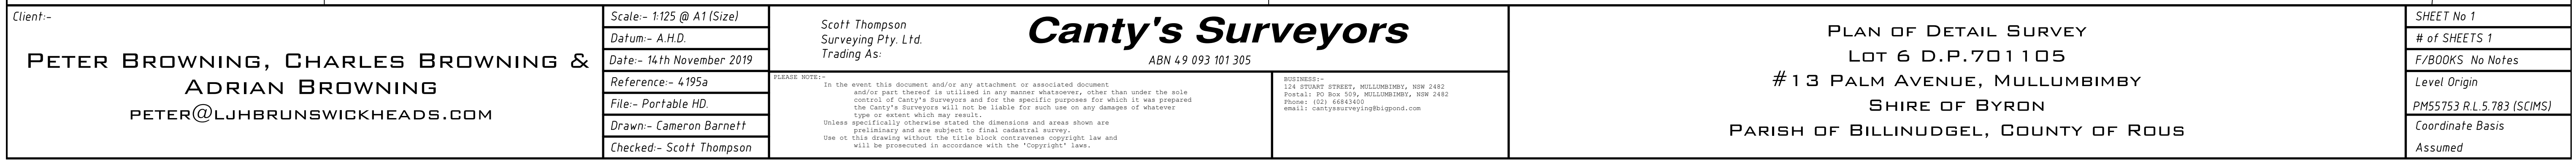 Client:-
PETER BROWNING, CHARLES BROWNING &
ADRIAN BROWNING
PETER@LJHBRUNSWICKHEADS.COM
Scale:- 1:125 @ A1 (Size)
Datum:- A.H.D.
Date:- 14th November 2019
Reference:- 4195a
File:- Portable HD.
Drawn:- Cameron Barnett
Checked:- Scott Thompson
Scott Thompson
Surveying Pty. Ltd.
Trading As:
Canty's Surveyors
ABN 49 093 101 305
PLEASE NOTE:-
In the event this document and/or any attachment or associated document
and/or part thereof is utilised in any manner whatsoever, other than under the sole
control of Canty's Surveyors and for the specific purposes for which it was prepared
the Canty's Surveyors will not be liable for such use on any damages of whatever
type or extent which may result.
Unless specifically otherwise stated the dimensions and areas shown are
preliminary and are subject to final cadastral survey.
Use ot this drawing without the title block contravenes copyright law and
will be prosecuted in accordance with the 'Copyright' laws.
BUSINESS:-
124 STUART STREET, MULLUMBIMBY, NSW 2482
Postal: PO Box 509, MULLUMBIMBY, NSW 2482
Phone: (02) 66843400
email: cantysurveying@bigpond.com
PLAN OF DETAIL SURVEY
LOT 6 D.P.701105
#13 PALM AVENUE, MULLUMBIMBY
SHIRE OF BYRON
PARISH OF BILLINUDGEL, COUNTY OF ROUS
SHEET No 1
# of SHEETS 1
F/BOOKS No Notes
Level Origin
PM55753 R.L.5.783 (SCIMS)
Coordinate Basis
Assumed